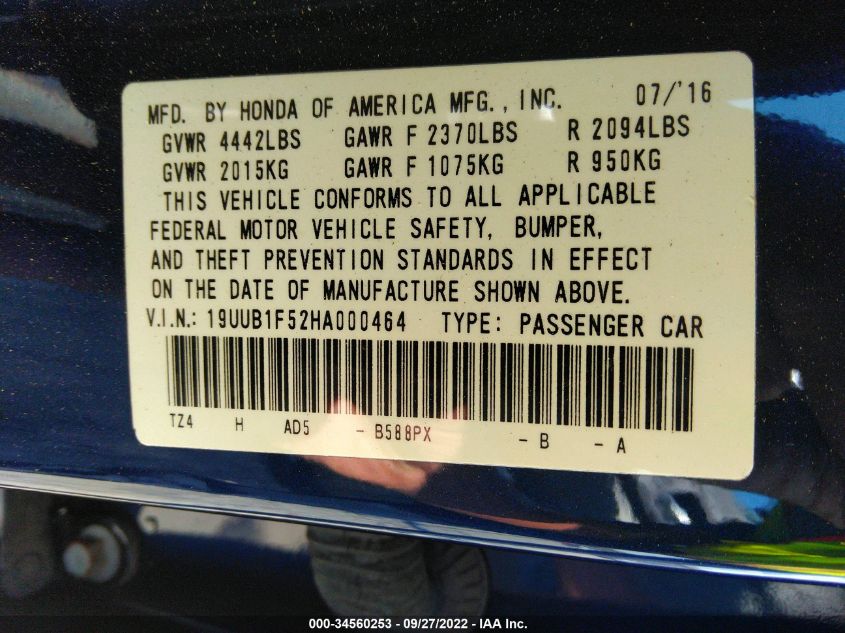 MFD. BY HONDA OF AMERICA MFG., INC. 07/'16
GVWR 4442LBS GAWR F 2370LBS R 2094LBS
GVWR 2015KG GAWR F 1075KG R 950KG
THIS VEHICLE CONFORMS TO ALL APPLICABLE
FEDERAL MOTOR VEHICLE SAFETY, BUMPER,
AND THEFT PREVENTION STANDARDS IN EFFECT
ON THE DATE OF MANUFACTURE SHOWN ABOVE.
V.I.N.: 19UUB1F52HA000464 TYPE: PASSENGER CAR
TZ4 H AD5 - B588PX - B - A
000-34560253 - 09/27/2022 - IAA Inc.